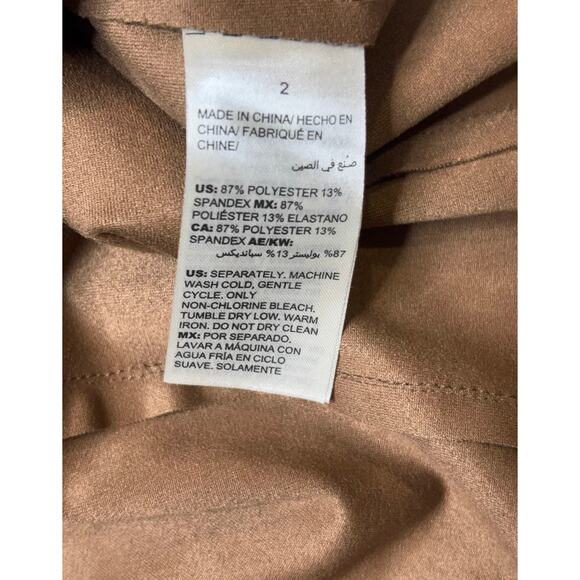 2
MADE IN CHINA/ HECHO EN
CHINA/ FABRIQUÉ EN
CHINE/
صُنع في الصين
US: 87% POLYESTER 13%
SPANDEX MX: 87%
POLIÉSTER 13% ELASTANO
CA: 87% POLYESTER 13%
SPANDEX AE/KW:
87% بوليستر 13% سبانديكس
US: SEPARATELY. MACHINE
WASH COLD, GENTLE
CYCLE. ONLY
NON-CHLORINE BLEACH.
TUMBLE DRY LOW. WARM
IRON. DO NOT DRY CLEAN
MX: POR SEPARADO.
LAVAR A MÁQUINA CON
AGUA FRÍA EN CICLO
SUAVE. SOLAMENTE